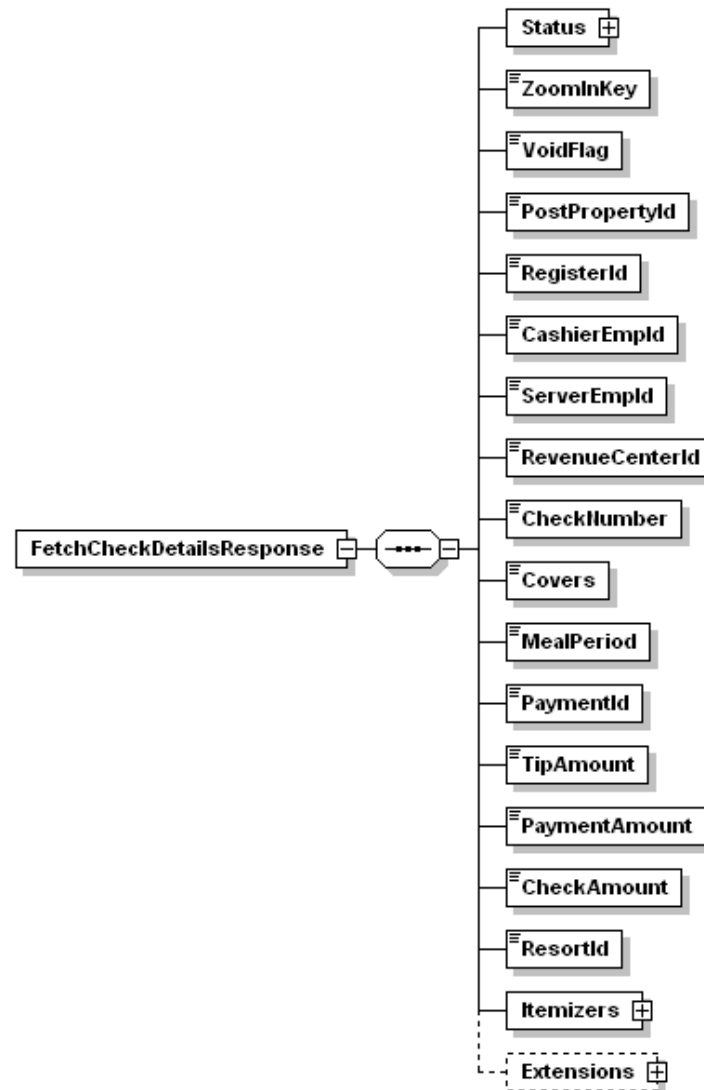 Status
ZoomInKey
VoidFlag
PostPropertyId
RegisterId
CashierEmpId
ServerEmpId
RevenueCenterId
CheckNumber
FetchCheckDetailsResponse
Covers
MealPeriod
PaymentId
TipAmount
PaymentAmount
CheckAmount
ResortId
Itemizers
Extensions